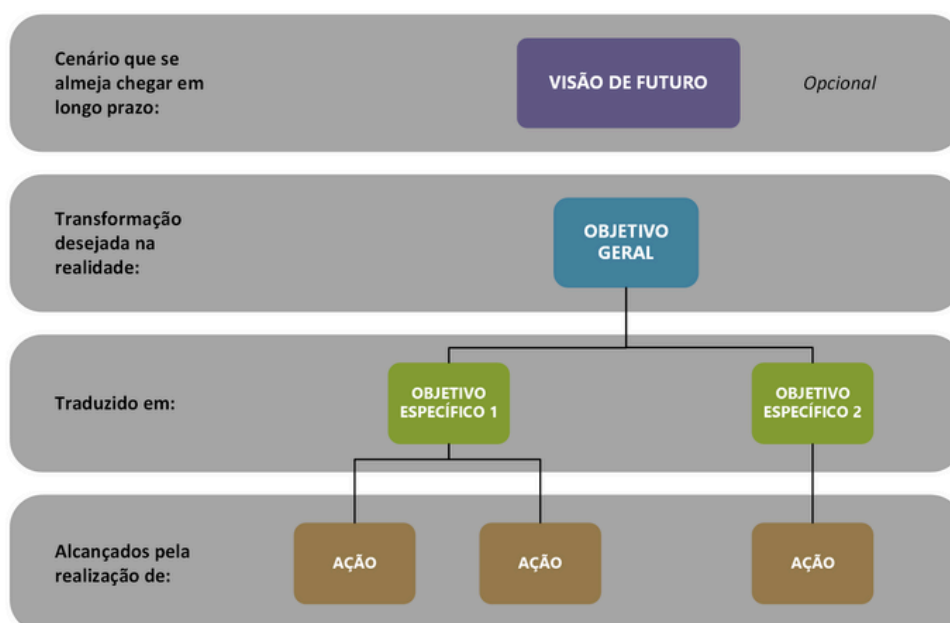 Cenário que se
almeja chegar em
longo prazo:
VISÃO DE FUTURO
Opcional
Transformação
desejada na
realidade:
OBJETIVO
GERAL
Traduzido em:
OBJETIVO
ESPECÍFICO 1
OBJETIVO
ESPECÍFICO 2
Alcançados pela
realização de:
AÇÃO
AÇÃO
AÇÃO